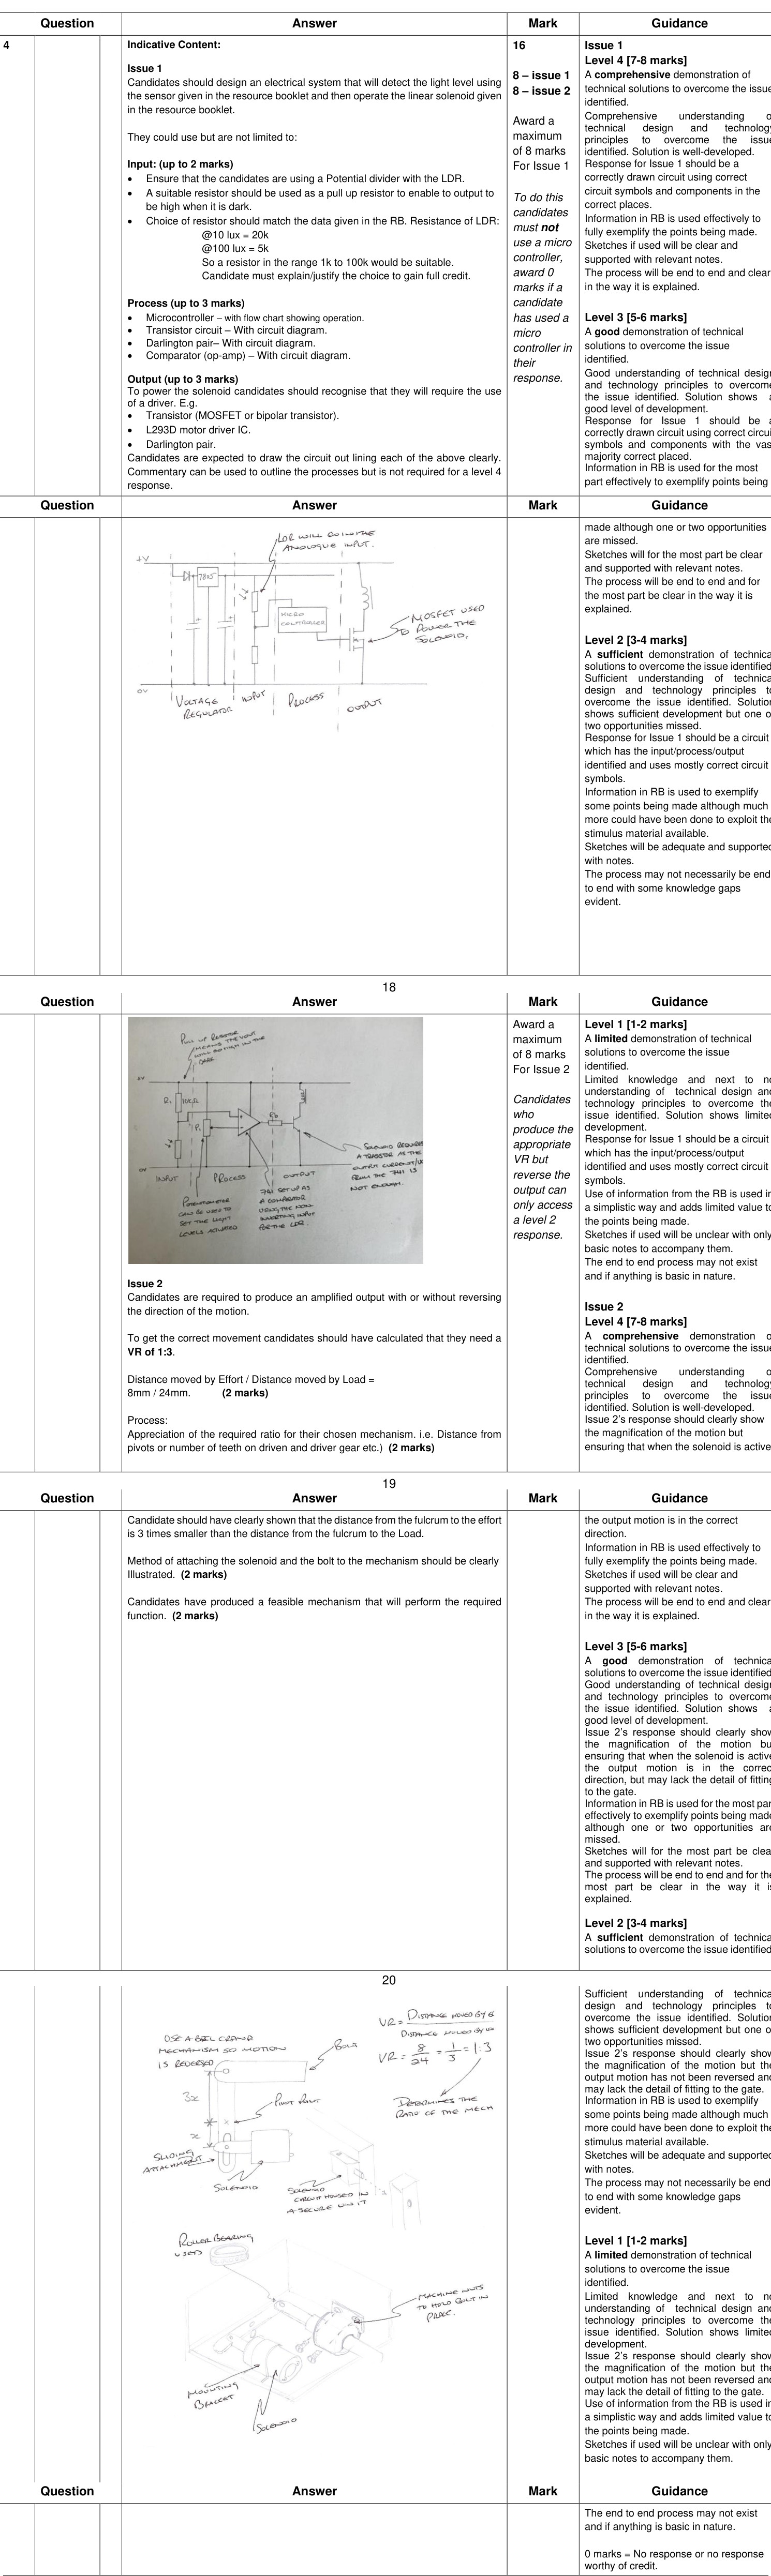 Question Answer Mark Guidance
4
Indicative Content:
Issue 1
Candidates should design an electrical system that will detect the light level using
the sensor given in the resource booklet and then operate the linear solenoid given
in the resource booklet.
They could use but are not limited to:
Input: (up to 2 marks)
• Ensure that the candidates are using a Potential divider with the LDR.
• A suitable resistor should be used as a pull up resistor to enable to output to
be high when it is dark.
• Choice of resistor should match the data given in the RB. Resistance of LDR:
@10 lux = 20k
@100 lux = 5k
So a resistor in the range 1k to 100k would be suitable.
Candidate must explain/justify the choice to gain full credit.
Process (up to 3 marks)
• Microcontroller – with flow chart showing operation.
• Transistor circuit – With circuit diagram.
• Darlington pair– With circuit diagram.
• Comparator (op-amp) – With circuit diagram.
Output (up to 3 marks)
To power the solenoid candidates should recognise that they will require the use
of a driver. E.g.
• Transistor (MOSFET or bipolar transistor).
• L293D motor driver IC.
• Darlington pair.
Candidates are expected to draw the circuit out lining each of the above clearly.
Commentary can be used to outline the processes but is not required for a level 4
response.
16
8 – issue 1
8 – issue 2
Award a
maximum
of 8 marks
For Issue 1
To do this
candidates
must not
use a micro
controller,
award 0
marks if a
candidate
has used a
micro
controller in
their
response.
Issue 1
Level 4 [7-8 marks]
A comprehensive demonstration of
technical solutions to overcome the issue
identified.
Comprehensive understanding
technical design and technology
principles to overcome the issue
identified. Solution is well-developed.
Response for Issue 1 should be a
correctly drawn circuit using correct
circuit symbols and components in the
correct places.
Information in RB is used effectively to
fully exemplify the points being made.
Sketches if used will be clear and
supported with relevant notes.
The process will be end to end and clear
in the way it is explained.
Level 3 [5-6 marks]
A good demonstration of technical
solutions to overcome the issue
identified.
Good understanding of technical design
and technology principles to overcome
the issue identified. Solution shows
good level of development.
Response for Issue 1 should be
correctly drawn circuit using correct circuit
symbols and components with the vast
majority correct placed.
Information in RB is used for the most
part effectively to exemplify points being
Question Answer Mark Guidance
LDR WILL GO IN THE
ANALOGUE INPUT.
+V
7805
MICRO
CONTROLLER
MOSFET USED
TO POWER THE
SOLENOID.
0V
VOLTAGE
REGULATOR
INPUT
PROCESS
OUTPUT
made although one or two opportunities
are missed.
Sketches will for the most part be clear
and supported with relevant notes.
The process will be end to end and for
the most part be clear in the way it is
explained.
Level 2 [3-4 marks]
A sufficient demonstration of technical
solutions to overcome the issue identified
Sufficient understanding of technical
design and technology principles to
overcome the issue identified. Solution
shows sufficient development but one or
two opportunities missed.
Response for Issue 1 should be a circuit
which has the input/process/output
identified and uses mostly correct circuit
symbols.
Information in RB is used to exemplify
some points being made although much
more could have been done to exploit the
stimulus material available.
Sketches will be adequate and supported
with notes.
The process may not necessarily be end
to end with some knowledge gaps
evident.
18
Question Answer Mark Guidance
PULL UP RESISTOR
MEANS THE VOUT
WILL BE HIGH IN THE
DARK
R1
10K
P1
Rb
INPUT
PROCESS
OUTPUT
SOLENOID REQUIRES
A TRANSISTOR AS THE
OUTPUT CURRENT
FROM THE 741 IS
NOT ENOUGH.
POTENTIOMETER
CAN BE USED TO
SET THE LIGHT
LEVELS ACTIVATED
741 SET UP AS
A COMPARATOR
USING THE NON
INVERTING INPUT
FOR THE LDR.
Issue 2
Candidates are required to produce an amplified output with or without reversing
the direction of the motion.
To get the correct movement candidates should have calculated that they need a
VR of 1:3.
Distance moved by Effort / Distance moved by Load =
8mm / 24mm. (2 marks)
Process:
Appreciation of the required ratio for their chosen mechanism. i.e. Distance from
pivots or number of teeth on driven and driver gear etc.) (2 marks)
Award a
maximum
of 8 marks
For Issue 2
Candidates
who
produce the
appropriate
VR but
reverse the
output can
only access
a level 2
response.
Level 1 [1-2 marks]
A limited demonstration of technical
solutions to overcome the issue
identified.
Limited knowledge and next to no
understanding of technical design and
technology principles to overcome the
issue identified. Solution shows limited
development.
Response for Issue 1 should be a circuit
which has the input/process/output
identified and uses mostly correct circuit
symbols.
Use of information from the RB is used in
a simplistic way and adds limited value to
the points being made.
Sketches if used will be unclear with only
basic notes to accompany them.
The end to end process may not exist
and if anything is basic in nature.
Issue 2
Level 4 [7-8 marks]
A comprehensive demonstration
technical solutions to overcome the issue
identified.
Comprehensive understanding
technical design and technology
principles to overcome the issue
identified. Solution is well-developed.
Issue 2's response should clearly show
the magnification of the motion but
ensuring that when the solenoid is active
19
Question Answer Mark Guidance
Candidate should have clearly shown that the distance from the fulcrum to the effort
is 3 times smaller than the distance from the fulcrum to the Load.
Method of attaching the solenoid and the bolt to the mechanism should be clearly
Illustrated. (2 marks)
Candidates have produced a feasible mechanism that will perform the required
function. (2 marks)
the output motion is in the correct
direction.
Information in RB is used effectively to
fully exemplify the points being made.
Sketches if used will be clear and
supported with relevant notes.
The process will be end to end and clear
in the way it is explained.
Level 3 [5-6 marks]
A good demonstration of technical
solutions to overcome the issue identified
Good understanding of technical design
and technology principles to overcome
the issue identified. Solution shows
good level of development.
Issue 2's response should clearly show
the magnification of the motion but
ensuring that when the solenoid is active
the output motion is in the correct
direction, but may lack the detail of fitting
to the gate.
Information in RB is used for the most part
effectively to exemplify points being made
although one or two opportunities are
missed.
Sketches will for the most part be clear
and supported with relevant notes.
The process will be end to end and for the
most part be clear in the way it is
explained.
Level 2 [3-4 marks]
A sufficient demonstration of technical
solutions to overcome the issue identified
20
USE A BELL CRANK
MECHANISM SO MOTION
IS REVERSED
BOLT
VR = DISTANCE MOVED BY E
DISTANCE MOVED BY
VR = 8/24 = 1/3 = 1:3
DETERMINES THE
RATIO OF THE MECH
3x
PIVOT POINT
x
SLIDING
ATTACHMENT
SOLENOID
SOLENOID
CIRCUIT HOUSED IN
A SECURE UNIT
ROLLER BEARING
USED
MACHINE NUTS
TO HOLD BOLT IN
PLACE.
MOUNTING
BRACKET
SOLENOID
Sufficient understanding of technical
design and technology principles to
overcome the issue identified. Solution
shows sufficient development but one or
two opportunities missed.
Issue 2's response should clearly show
the magnification of the motion but the
output motion has not been reversed and
may lack the detail of fitting to the gate.
Information in RB is used to exemplify
some points being made although much
more could have been done to exploit the
stimulus material available.
Sketches will be adequate and supported
with notes.
The process may not necessarily be end
to end with some knowledge gaps
evident.
Level 1 [1-2 marks]
A limited demonstration of technical
solutions to overcome the issue
identified.
Limited knowledge and next to no
understanding of technical design and
technology principles to overcome the
issue identified. Solution shows limited
development.
Issue 2's response should clearly show
the magnification of the motion but the
output motion has not been reversed and
may lack the detail of fitting to the gate.
Use of information from the RB is used in
a simplistic way and adds limited value to
the points being made.
Sketches if used will be unclear with only
basic notes to accompany them.
Question Answer Mark Guidance
The end to end process may not exist
and if anything is basic in nature.
0 marks = No response or no response
worthy of credit.